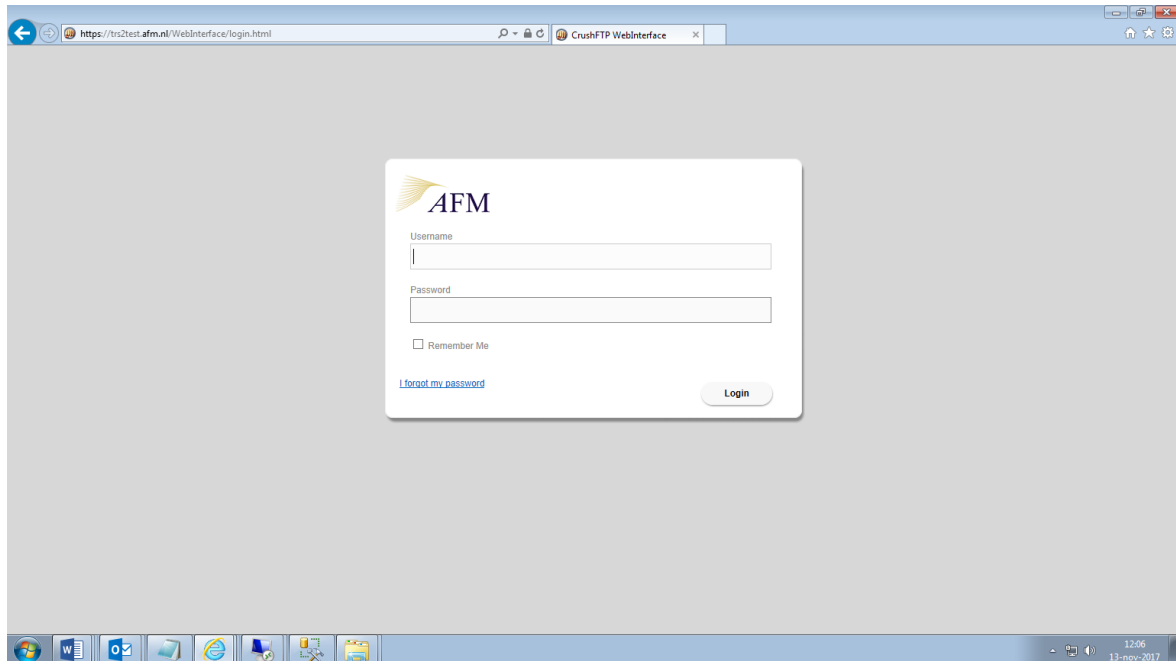 https://trs2test.afm.nl/WebInterface/login.html
CrushFTP WebInterface
AFM
Username
Password
Remember Me
I forgot my password
Login
12:06
13-nov-2017